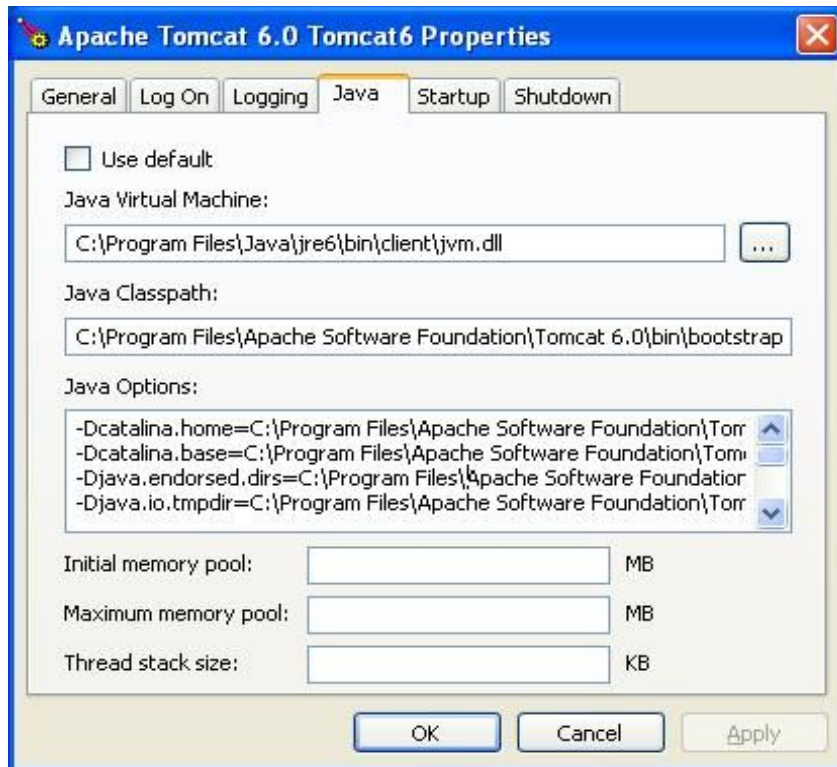 Apache Tomcat 6.0 Tomcat6 Properties
General Log On Logging Java Startup Shutdown
Use default
Java Virtual Machine:
C:\Program Files\Java\jre6\bin\client\jvm.dll ...
Java Classpath:
C:\Program Files\Apache Software Foundation\Tomcat 6.0\bin\bootstrap
Java Options:
-Dcatalina.home=C:\Program Files\Apache Software Foundation\Tom
-Dcatalina.base=C:\Program Files\Apache Software Foundation\Tom
-Djava.endorsed.dirs=C:\Program Files\Apache Software Foundation
-Djava.io.tmpdir=C:\Program Files\Apache Software Foundation\Tom
Initial memory pool: MB
Maximum memory pool: MB
Thread stack size: KB
OK Cancel Apply